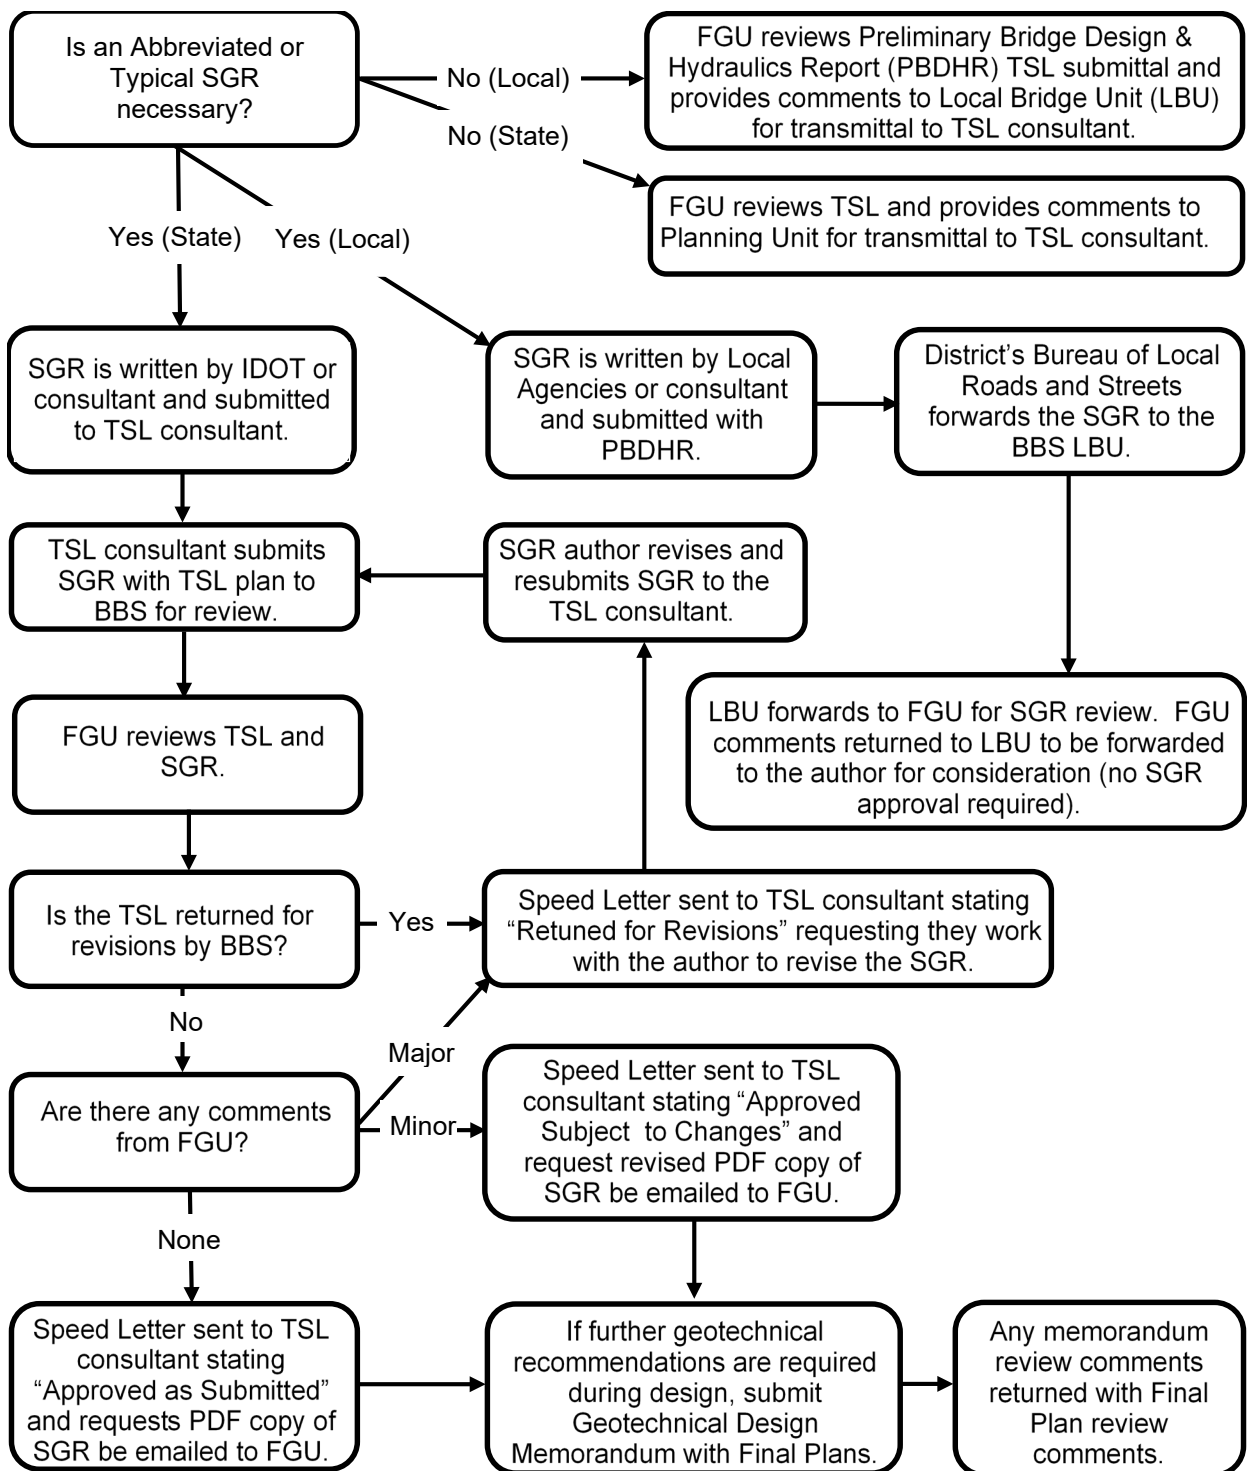 Is an Abbreviated or
Typical SGR
necessary?
No (Local)
No (State)
FGU reviews Preliminary Bridge Design &
Hydraulics Report (PBDHR) TSL submittal and
provides comments to Local Bridge Unit (LBU)
for transmittal to TSL consultant.
FGU reviews TSL and provides comments to
Planning Unit for transmittal to TSL consultant.
Yes (State)
Yes (Local)
SGR is written by IDOT or
consultant and submitted
to TSL consultant.
SGR is written by Local
Agencies or consultant
and submitted with
PBDHR.
District's Bureau of Local
Roads and Streets
forwards the SGR to the
BBS LBU.
TSL consultant submits
SGR with TSL plan to
BBS for review.
SGR author revises and
resubmits SGR to the
TSL consultant.
FGU reviews TSL and
SGR.
LBU forwards to FGU for SGR review.  FGU
comments returned to LBU to be forwarded
to the author for consideration (no SGR
approval required).
Is the TSL returned for
revisions by BBS?
Yes
Speed Letter sent to TSL consultant stating
“Retuned for Revisions” requesting they work
with the author to revise the SGR.
No
Major
Are there any comments
from FGU?
Minor
Speed Letter sent to TSL
consultant stating “Approved
Subject  to Changes” and
request revised PDF copy of
SGR be emailed to FGU.
None
Speed Letter sent to TSL
consultant stating
“Approved as Submitted”
and requests PDF copy of
SGR be emailed to FGU.
If further geotechnical
recommendations are required
during design, submit
Geotechnical Design
Memorandum with Final Plans.
Any memorandum
review comments
returned with Final
Plan review
comments.